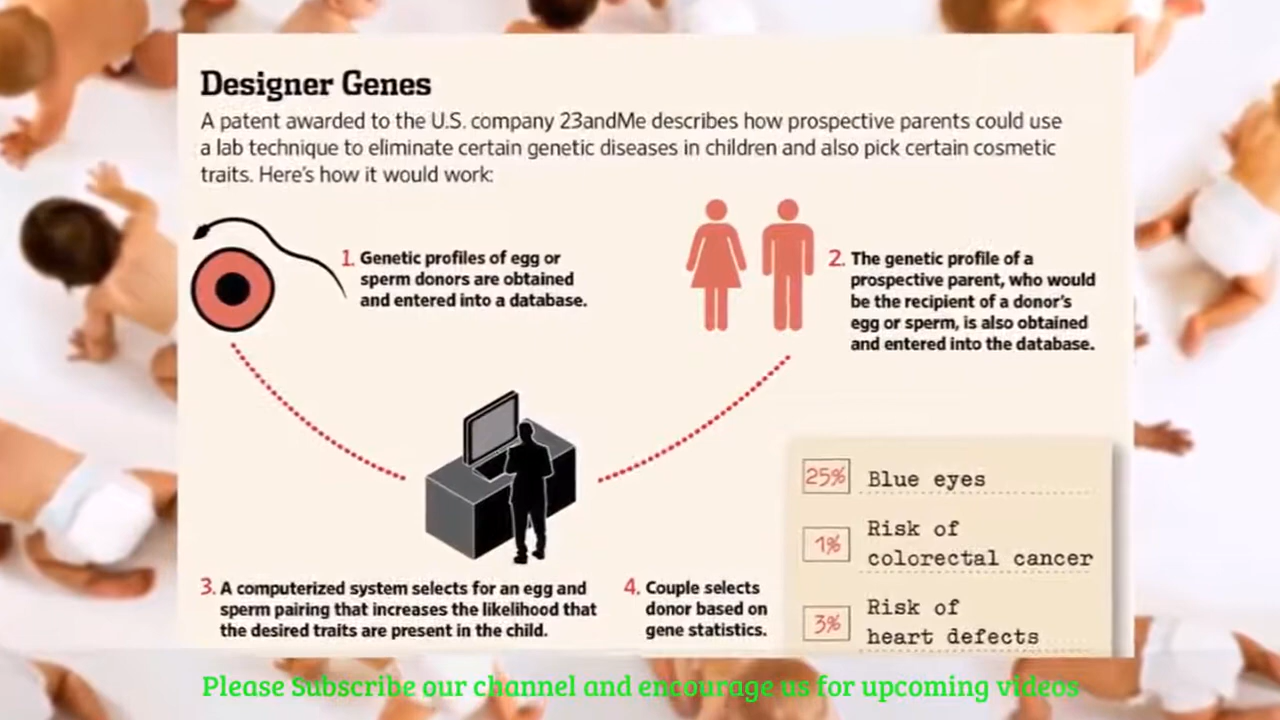 Designer Genes
A patent awarded to the U.S. company 23andMe describes how prospective parents could use
a lab technique to eliminate certain genetic diseases in children and also pick certain cosmetic
traits. Here's how it would work:
1. Genetic profiles of egg or
sperm donors are obtained
and entered into a database.
2. The genetic profile of a
prospective parent, who would
be the recipient of a donor's
egg or sperm, is also obtained
and entered into the database.
3. A computerized system selects for an egg and
sperm pairing that increases the likelihood that
the desired traits are present in the child.
4. Couple selects
donor based on
gene statistics.
25% Blue eyes
1% Risk of
colorectal cancer
3% Risk of
heart defects
Please Subscribe our channel and encourage us for upcoming videos